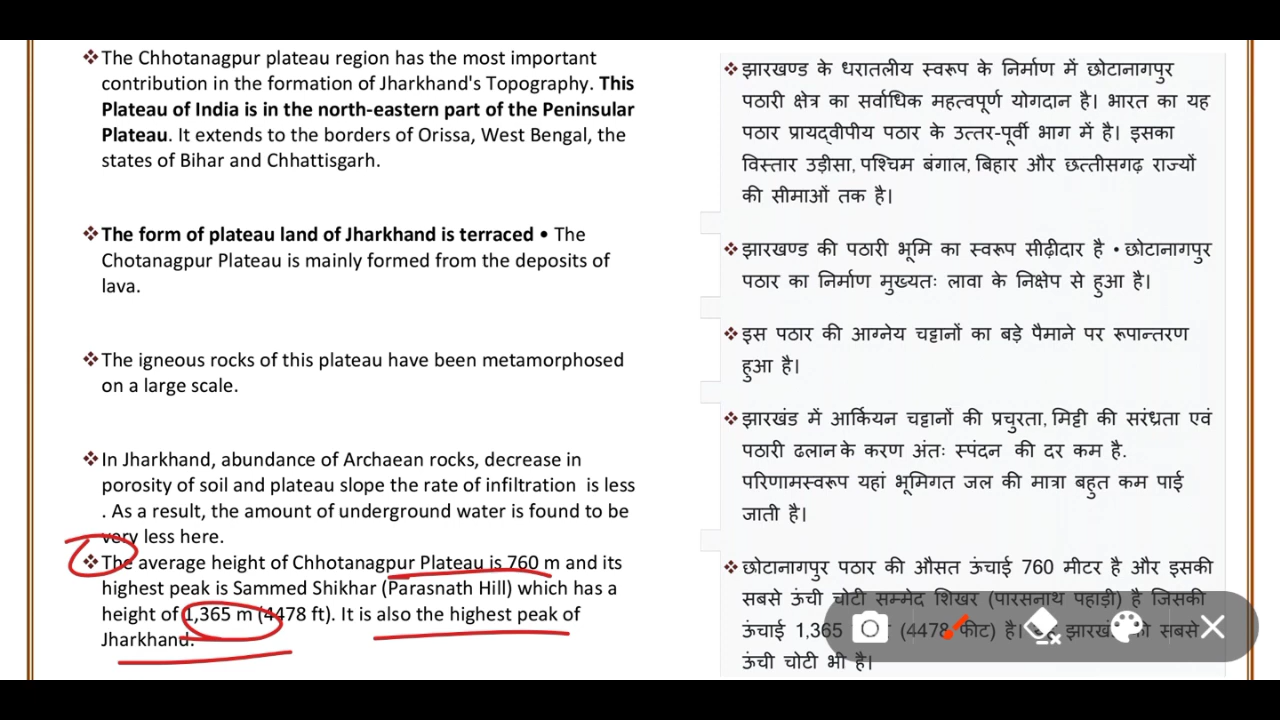 ❖The Chhotanagpur plateau region has the most important
contribution in the formation of Jharkhand's Topography. This
Plateau of India is in the north-eastern part of the Peninsular
Plateau. It extends to the borders of Orissa, West Bengal, the
states of Bihar and Chhattisgarh.
❖The form of plateau land of Jharkhand is terraced • The
Chotanagpur Plateau is mainly formed from the deposits of
lava.
❖The igneous rocks of this plateau have been metamorphosed
on a large scale.
❖In Jharkhand, abundance of Archaean rocks, decrease in
porosity of soil and plateau slope the rate of infiltration is less
. As a result, the amount of underground water is found to be
very less here.
❖The average height of Chhotanagpur Plateau is 760 m and its
highest peak is Sammed Shikhar (Parasnath Hill) which has a
height of 1,365 m (4478 ft). It is also the highest peak of
Jharkhand.
❖झारखण्ड के धरातलीय स्वरूप के निर्माण में छोटानागपुर
पठारी क्षेत्र का सर्वाधिक महत्वपूर्ण योगदान है। भारत का यह
पठार प्रायद्वीपीय पठार के उत्तर-पूर्वी भाग में है। इसका
विस्तार उड़ीसा, पश्चिम बंगाल, बिहार और छत्तीसगढ़ राज्यों
की सीमाओं तक है।
❖झारखण्ड की पठारी भूमि का स्वरूप सीढ़ीदार है • छोटानागपुर
पठार का निर्माण मुख्यतः लावा के निक्षेप से हुआ है।
❖इस पठार की आग्नेय चट्टानों का बड़े पैमाने पर रूपान्तरण
हुआ है।
❖झारखंड में आर्कियन चट्टानों की प्रचुरता, मिट्टी की सरंध्रता एवं
पठारी ढलान के करण अंतः स्पंदन की दर कम है.
परिणामस्वरूप यहां भूमिगत जल की मात्रा बहुत कम पाई
जाती है।
❖छोटानागपुर पठार की औसत ऊंचाई 760 मीटर है और इसकी
सबसे ऊंची चोटी सम्मेद शिखर (पारसनाथ पहाड़ी) है जिसकी
ऊंचाई 1,365 (4478 फीट) है। सबसे
ऊंची चोटी भी है।